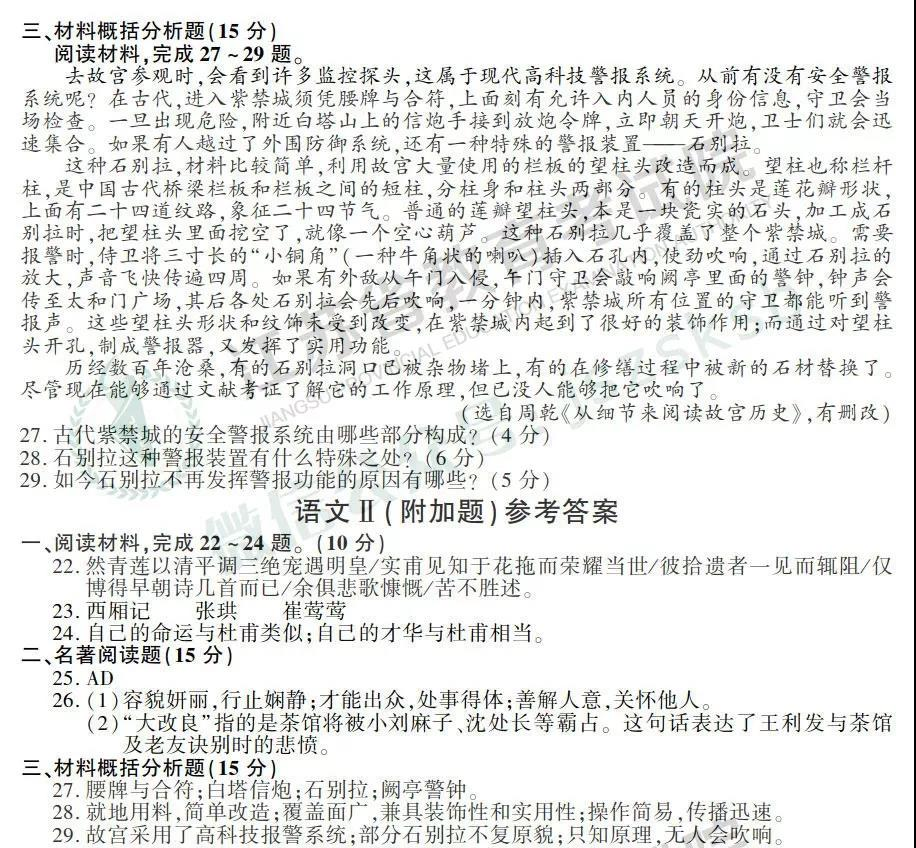 三、材料概括分析题(15 分)
阅读材料,完成 27～29 题。
去故宫参观时,会看到许多监控探头,这属于现代高科技警报系统。从前有没有安全警报
系统呢? 在古代,进入紫禁城须凭腰牌与合符,上面刻有允许入内人员的身份信息,守卫会当
场检查。一旦出现危险,附近白塔山上的信炮手接到放炮令牌,立即朝天开炮,卫士们就会迅
速集合。如果有人越过了外围防御系统,还有一种特殊的警报装置——石别拉。
这种石别拉,材料比较简单,利用故宫大量使用的栏板的望柱头改造而成。望柱也称栏杆
柱,是中国古代桥梁栏板和栏板之间的短柱,分柱身和柱头两部分。有的柱头是莲花瓣形状,
上面有二十四道纹路,象征二十四节气。普通的莲瓣望柱头,本是一块瓷实的石头,加工成石
别拉时,把望柱头里面挖空了,就像一个空心葫芦。这种石别拉几乎覆盖了整个紫禁城。需要
报警时,侍卫将三寸长的“小铜角”(一种牛角状的喇叭)插入石孔内,使劲吹响,通过石别拉的
放大,声音飞快传遍四周。如果有外敌从午门入侵,午门守卫会敲响阙亭里面的警钟,钟声会
传至太和门广场,其后各处石别拉会先后吹响,一分钟内,紫禁城所有位置的守卫都能听到警
报声。这些望柱头形状和纹饰未受到改变,在紫禁城内起到了很好的装饰作用;而通过对望柱
头开孔,制成警报器,又发挥了实用功能。
历经数百年沧桑,有的石别拉洞口已被杂物堵上,有的在修缮过程中被新的石材替换了。
尽管现在能够通过文献考证了解它的工作原理,但已没人能够把它吹响了。
(选自周乾《从细节来阅读故宫历史》,有删改)
27. 古代紫禁城的安全警报系统由哪些部分构成? (4 分)
28. 石别拉这种警报装置有什么特殊之处? (6 分)
29. 如今石别拉不再发挥警报功能的原因有哪些? (5 分)
语文Ⅱ(附加题)参考答案
一、阅读材料,完成 22～24 题。(10 分)
22. 然青莲以清平调三绝宠遇明皇/实甫见知于花拖而荣耀当世/彼拾遗者一见而辄阻/仅
博得早朝诗几首而已/余俱悲歌慷慨/苦不胜述。
23. 西厢记 张珙 崔莺莺
24. 自己的命运与杜甫类似;自己的才华与杜甫相当。
二、名著阅读题(15 分)
25. AD
26. (1)容貌妍丽,行止娴静;才能出众,处事得体;善解人意,关怀他人。
(2)“大改良”指的是茶馆将被小刘麻子、沈处长等霸占。这句话表达了王利发与茶馆
及老友诀别时的悲愤。
三、材料概括分析题(15 分)
27. 腰牌与合符;白塔信炮;石别拉;阙亭警钟。
28. 就地用料,简单改造;覆盖面广,兼具装饰性和实用性;操作简易,传播迅速。
29. 故宫采用了高科技报警系统;部分石别拉不复原貌;只知原理,无人会吹响。
江苏省教育考试院
JIANGSU PROVINCIAL EDUCATION EXAMINATION AUTHORITY
微信公众号:jszsksb